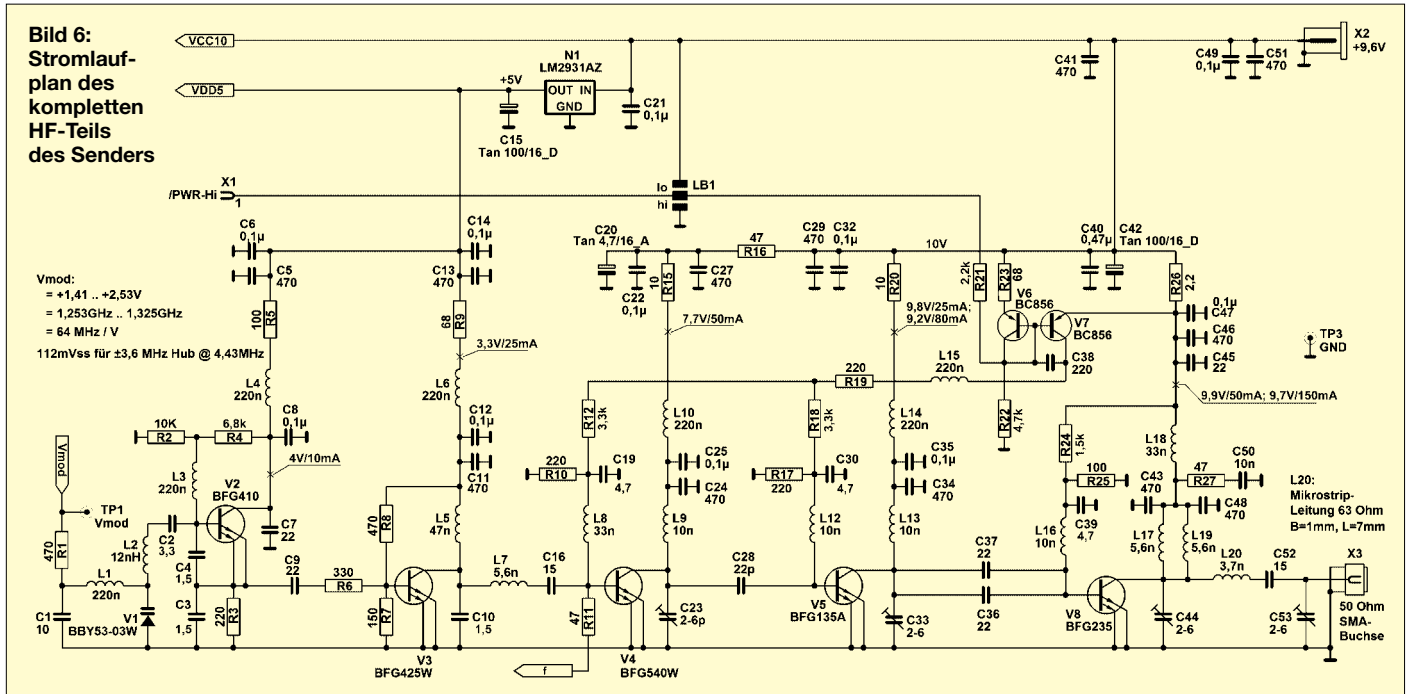 Bild 6:
Stromlauf-
plan des
kompletten
HF-Teils
des Senders
VCC10
VDD5
+5V
N1
LM2931AZ
OUT IN
GND
C21
0,1µ
C15
Tan 100/16_D
C41
470
C49
0,1µ
C51
470
X2
+9,6V
X1
/PWR-Hi
1
lo
LB1
hi
C6
0,1µ
C14
0,1µ
C5
470
C13
470
C20
Tan 4,7/16_A
C22
0,1µ
10
R15
C27
470
47
R16
C29
470
C32
0,1µ
10V
10
R20
2,2k
R21
R23
68
C40
0,47µ
C42
Tan 100/16_D
R26
2,2
Vmod:
= +1,41 .. +2,53V
= 1,253GHz .. 1,325GHz
= 64 MHz / V
112mVss für ±3,6 MHz Hub @ 4,43MHz
100
R5
68
R9
3,3V/25mA
7,7V/50mA
9,8V/25mA;
9,2V/80mA
V6
BC856
V7
BC856
0,1µ
C47
C46
470
C45
22
TP3
GND
L4
220n
L6
220n
220
R19
L15
220n
C38
220
9,9V/50mA; 9,7V/150mA
10K
R2
6,8k
R4
C8
0,1µ
C12
0,1µ
C11
470
R12
3,3k
L10
220n
R18
3,3k
L14
220n
R22
4,7k
R24
1,5k
L18
33n
Vmod
L3
220n
4V/10mA
220
R10
C19
4,7
C25
0,1µ
C24
470
R17
220
C30
4,7
C35
0,1µ
C34
470
100
R25
C43
470
47
R27
C50
10n
L20:
Mikrostrip-
Leitung 63 Ohm
B=1mm, L=7mm
TP1
Vmod
V2
BFG410
C7
22
470
R8
L5
47n
L8
33n
L9
10n
L12
10n
L13
10n
L16
10n
C39
4,7
C48
470
470
R1
L2
12nH
C2
3,3
C4
1,5
C9
22
330
R6
L7
5,6n
C16
15
C28
22p
C37
22
C36
22
L17
5,6n
L19
5,6n
L20
3,7n
C52
15
X3
50 Ohm
SMA-
Buchse
L1
220n
C1
10
V1
BBY53-03W
C3
1,5
220
R3
150
R7
V3
BFG425W
C10
1,5
47
R11
f
V4
BFG540W
C23
2-6p
V5
BFG135A
C33
2-6
V8
BFG235
C44
2-6
C53
2-6